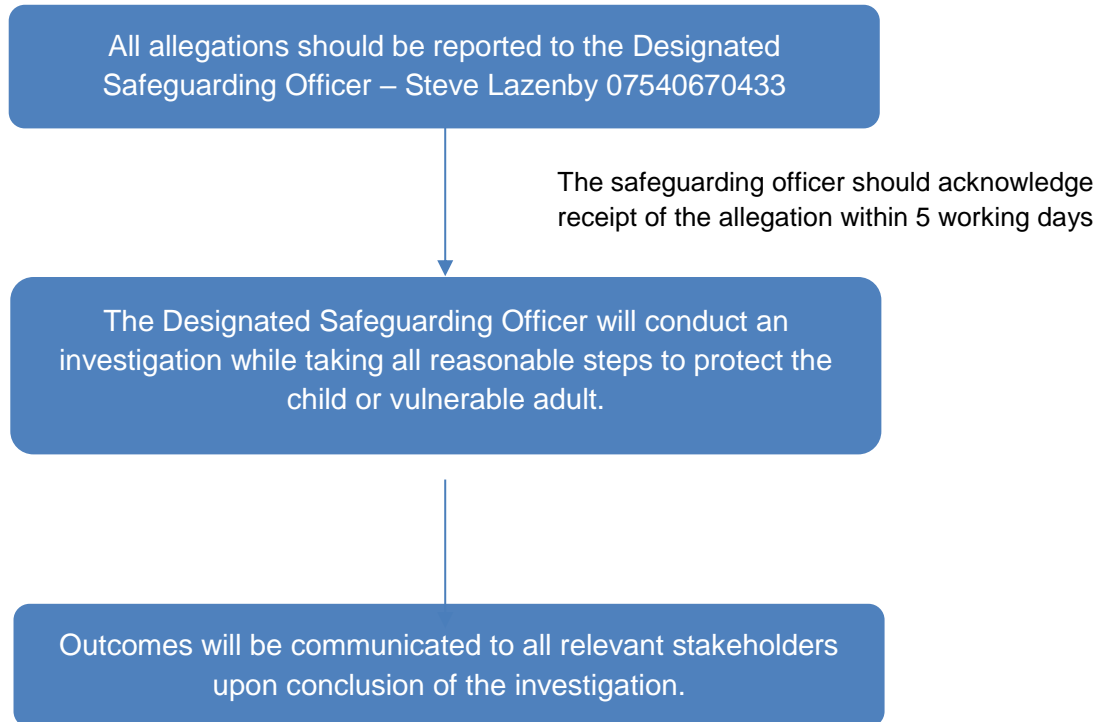 All allegations should be reported to the Designated
Safeguarding Officer – Steve Lazenby 07540670433
The safeguarding officer should acknowledge
receipt of the allegation within 5 working days
The Designated Safeguarding Officer will conduct an
investigation while taking all reasonable steps to protect the
child or vulnerable adult.
Outcomes will be communicated to all relevant stakeholders
upon conclusion of the investigation.